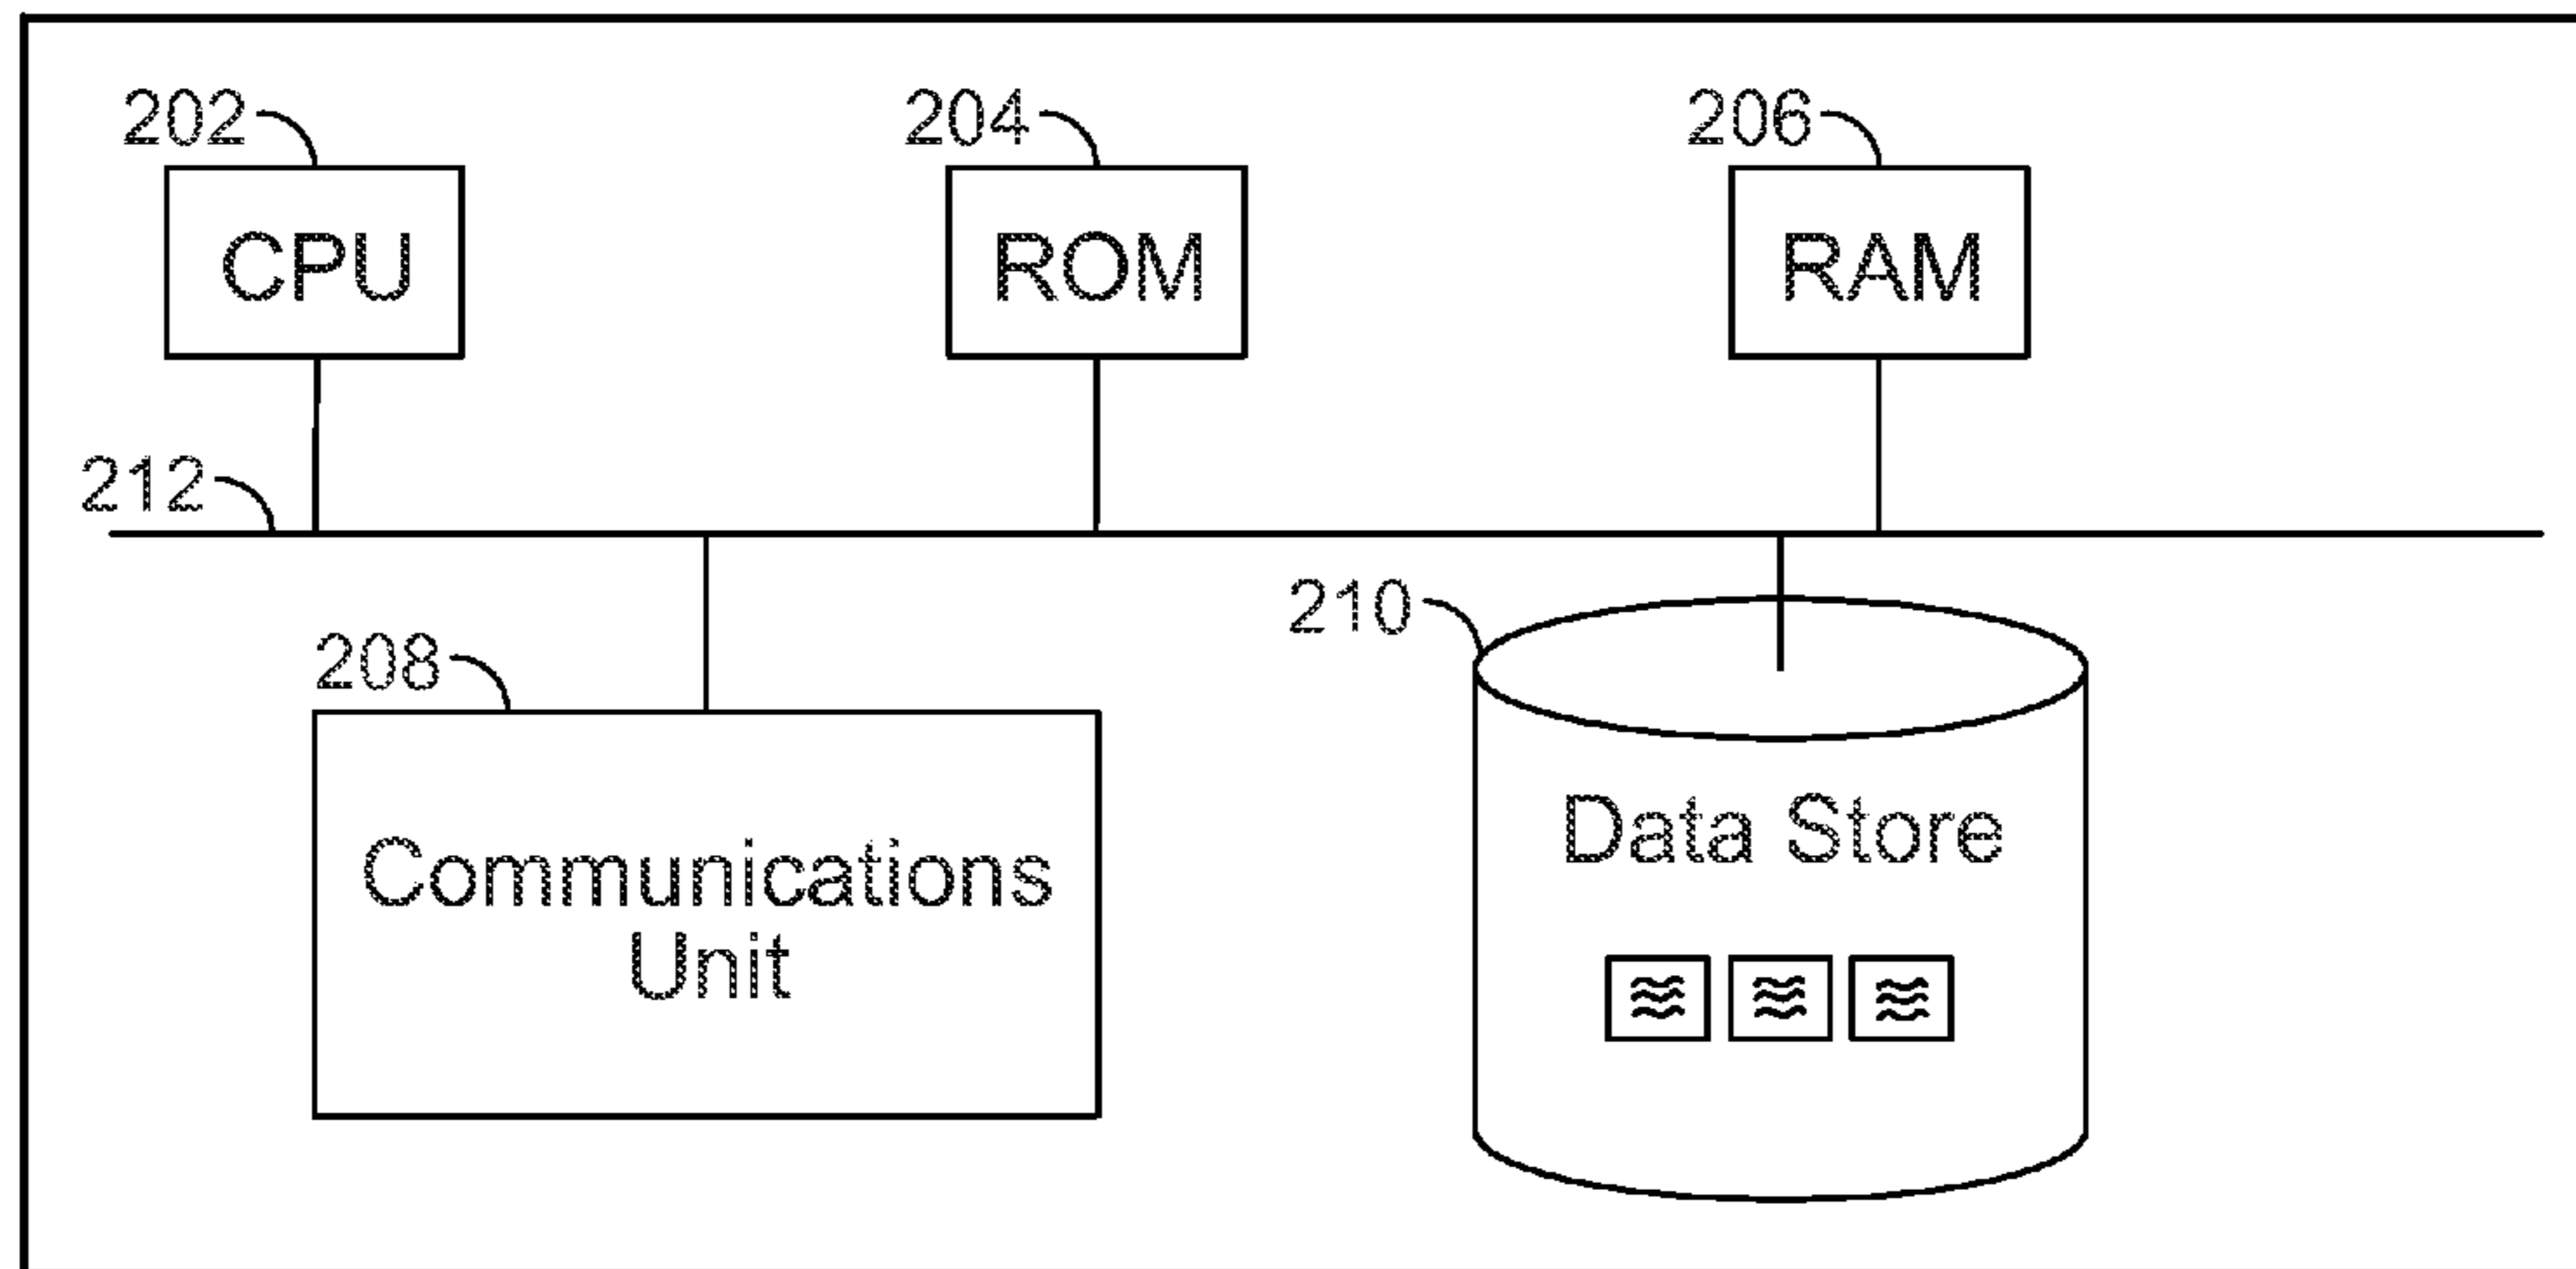 202
204
206
CPU
ROM
RAM
212
210
208
Data Store
Communications
Unit